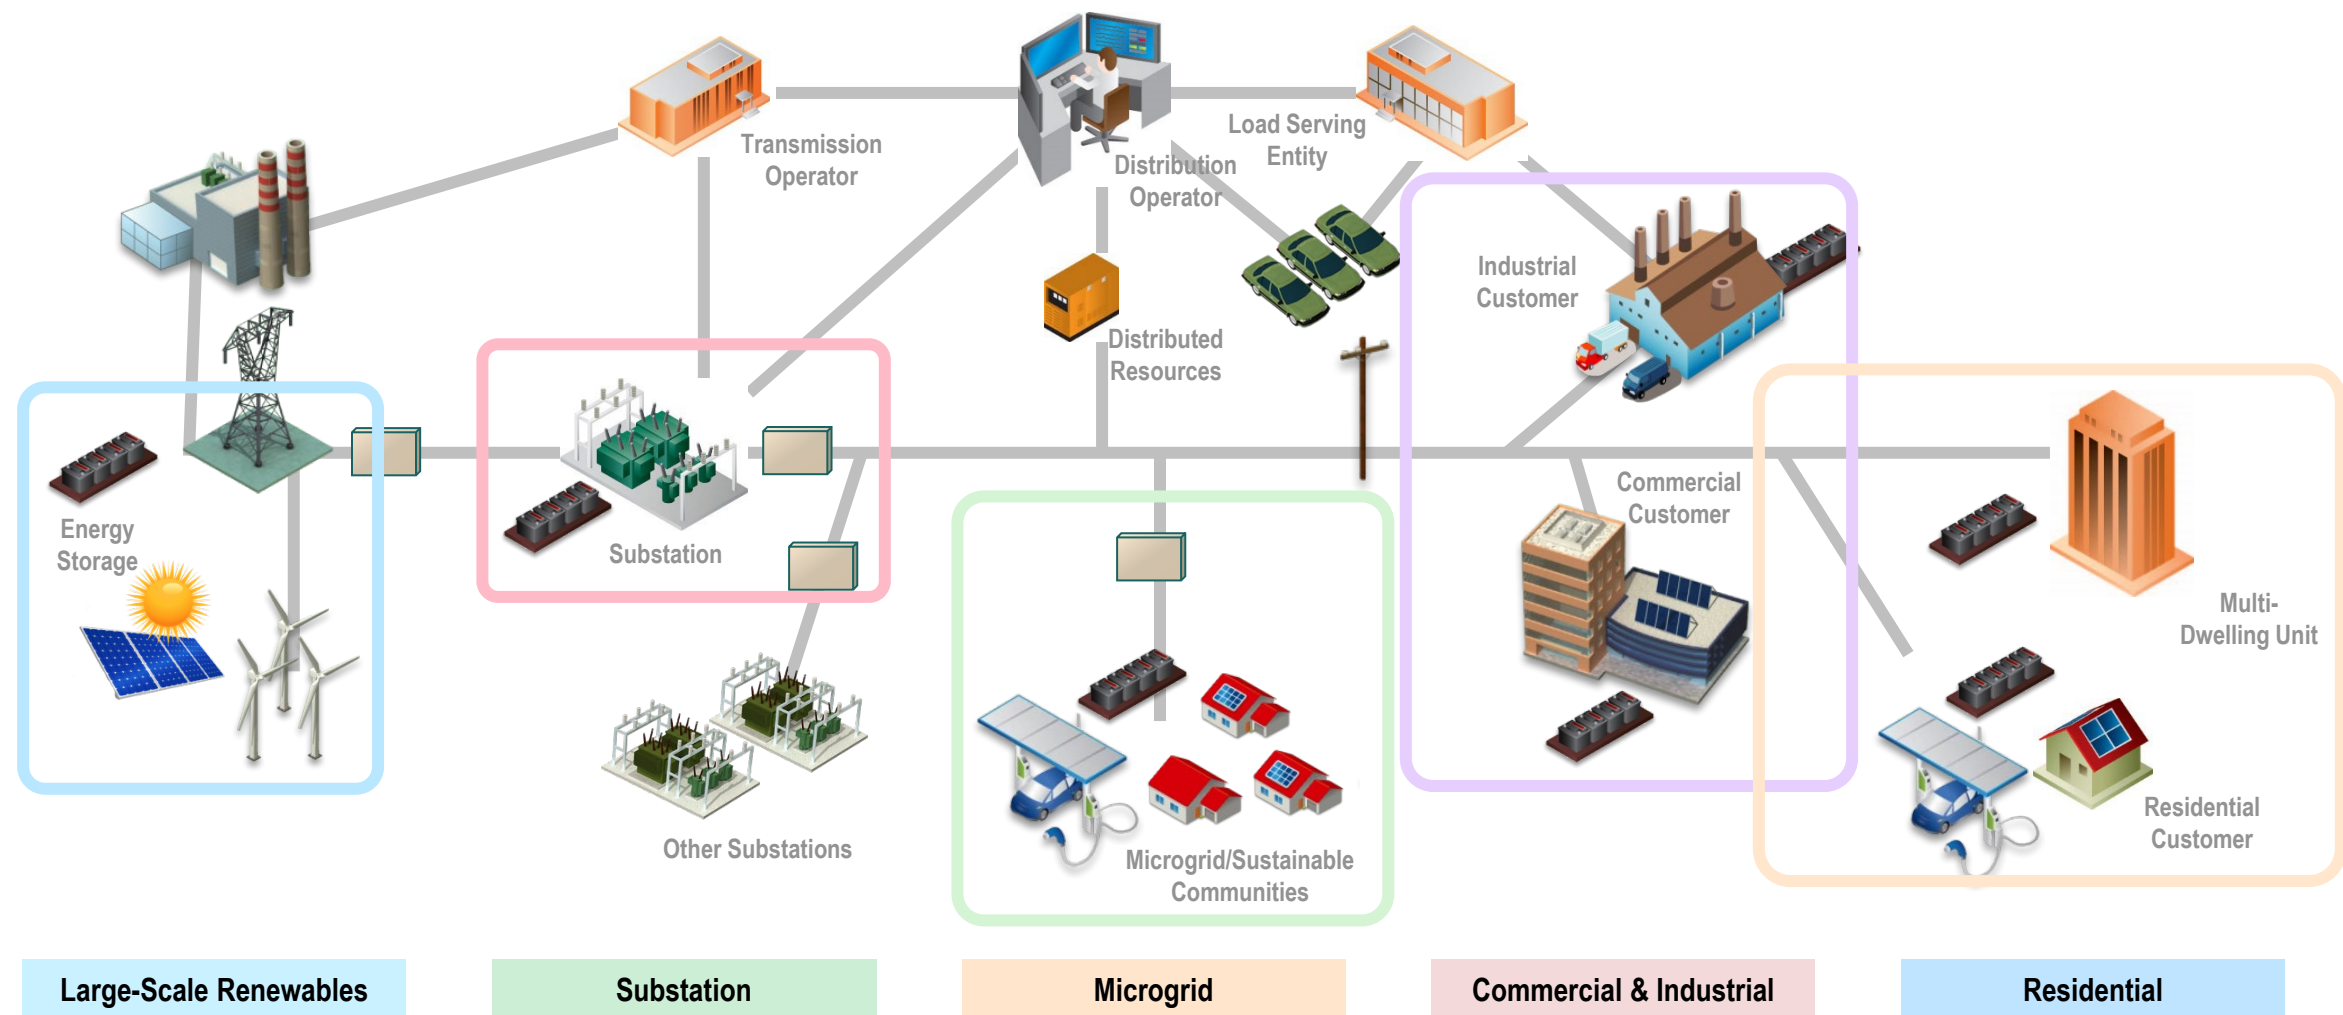 Transmission
Operator
Distribution
Operator
Load Serving
Entity
Industrial
Customer
Distributed
Resources
Energy
Storage
Substation
Commercial
Customer
Multi-
Dwelling Unit
Other Substations
Microgrid/Sustainable
Communities
Residential
Customer
Large-Scale Renewables
Substation
Microgrid
Commercial & Industrial
Residential